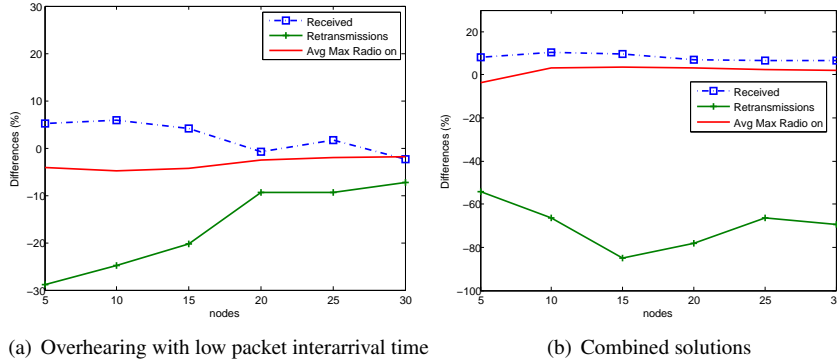 30
20
10
0
−10
−20
−30
5
10
15
20
25
30
nodes
Differences (%)
Received
Retransmissions
Avg Max Radio on
(a) Overhearing with low packet interarrival time
20
0
−20
−40
−60
−80
−100
5
10
15
20
25
3
nodes
Differences (%)
Received
Retransmissions
Avg Max Radio on
(b) Combined solutions